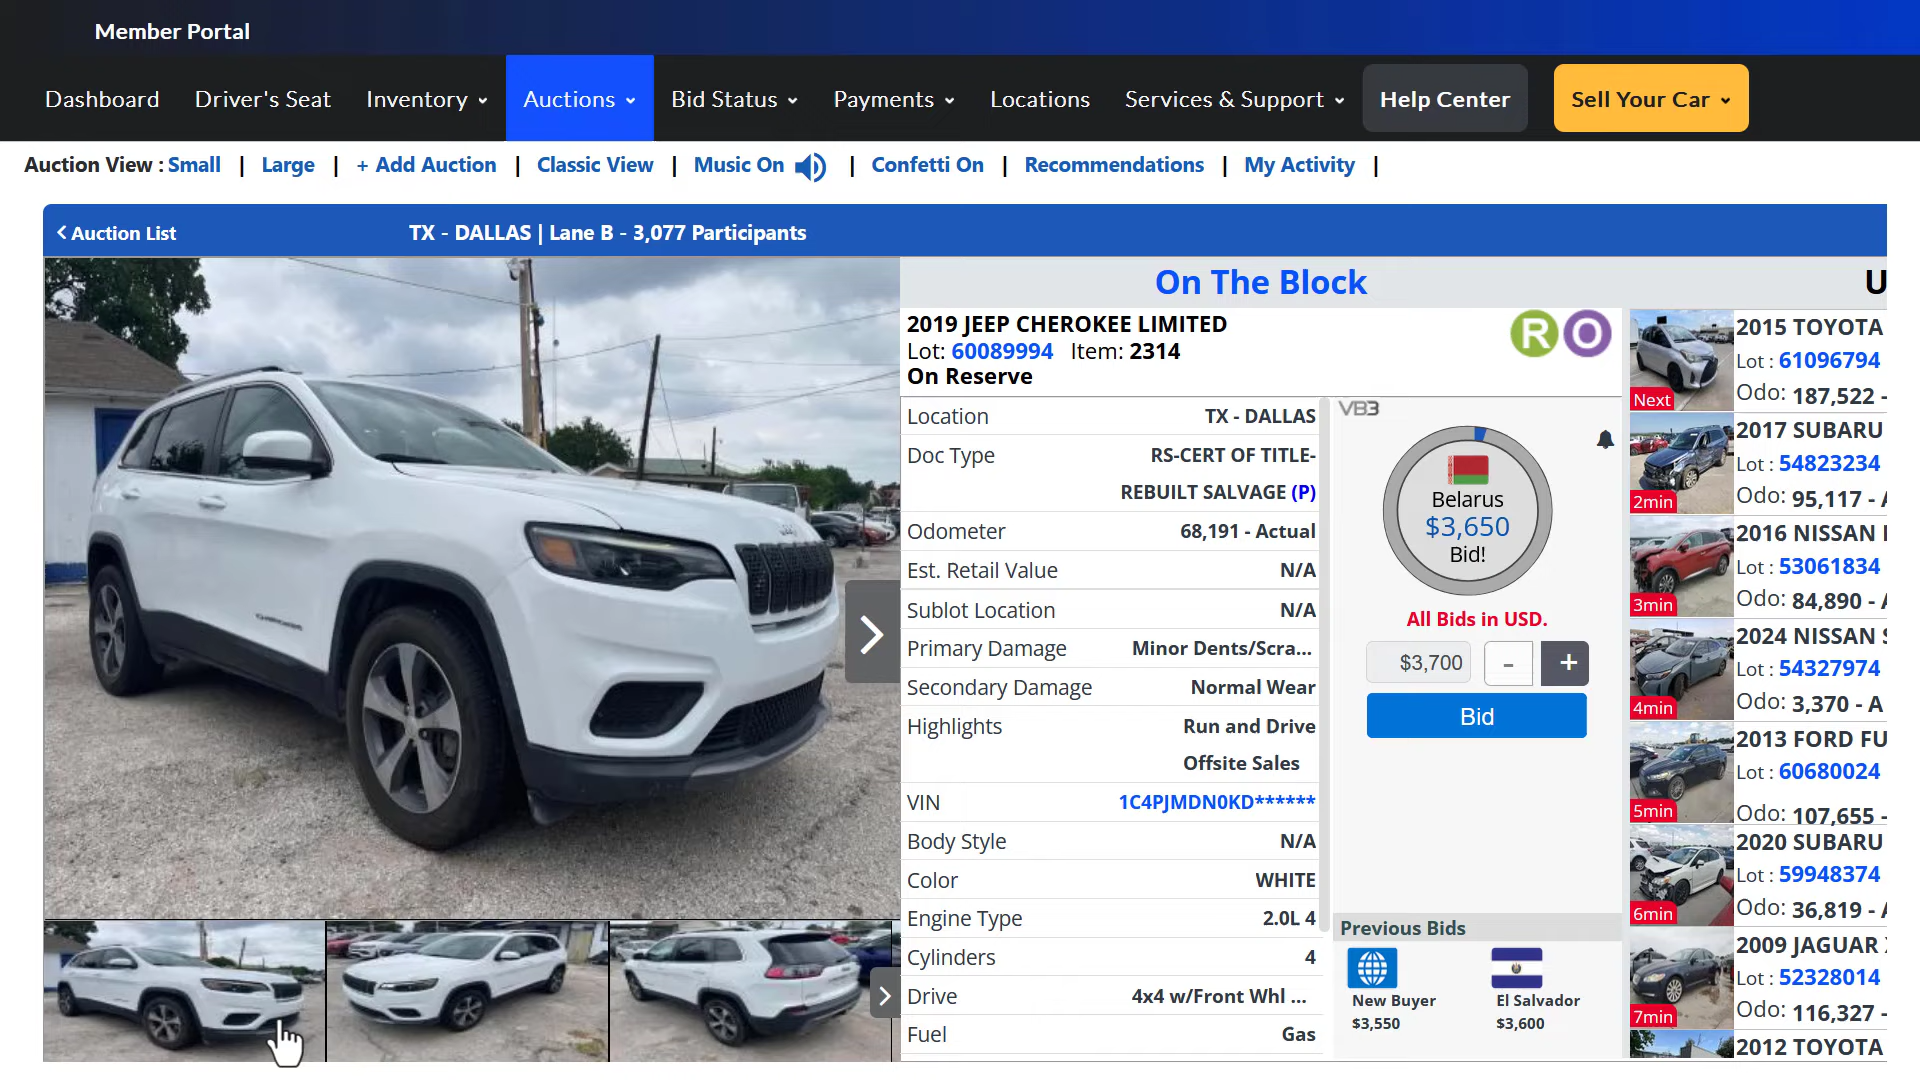 Member Portal
Dashboard Driver's Seat Inventory Auctions Bid Status Payments Locations Services & Support Help Center Sell Your Car
Auction View : Small | Large | + Add Auction | Classic View | Music On | Confetti On | Recommendations | My Activity |
Auction List TX - DALLAS | Lane B - 3,077 Participants
On The Block
U
2019 JEEP CHEROKEE LIMITED
Lot: 60089994 Item: 2314
On Reserve
R O
Location TX - DALLAS
Doc Type RS-CERT OF TITLE-
REBUILT SALVAGE (P)
Odometer 68,191 - Actual
Est. Retail Value N/A
Sublot Location N/A
Primary Damage Minor Dents/Scra...
Secondary Damage Normal Wear
Highlights Run and Drive
Offsite Sales
VIN 1C4PJMDN0KD******
Body Style N/A
Color WHITE
Engine Type 2.0L 4
Cylinders 4
Drive 4x4 w/Front Whl ...
Fuel Gas
VB3
Belarus
$3,650
Bid!
All Bids in USD.
$3,700 - +
Bid
Previous Bids
New Buyer
$3,550
El Salvador
$3,600
2015 TOYOTA
Lot : 61096794
Odo: 187,522 -
Next
2017 SUBARU
Lot : 54823234
Odo: 95,117 -
2min
2016 NISSAN
Lot : 53061834
Odo: 84,890 -
3min
2024 NISSAN
Lot : 54327974
Odo: 3,370 - A
4min
2013 FORD FU
Lot : 60680024
Odo: 107,655 -
5min
2020 SUBARU
Lot : 59948374
Odo: 36,819 -
6min
2009 JAGUAR
Lot : 52328014
Odo: 116,327 -
7min
2012 TOYOTA